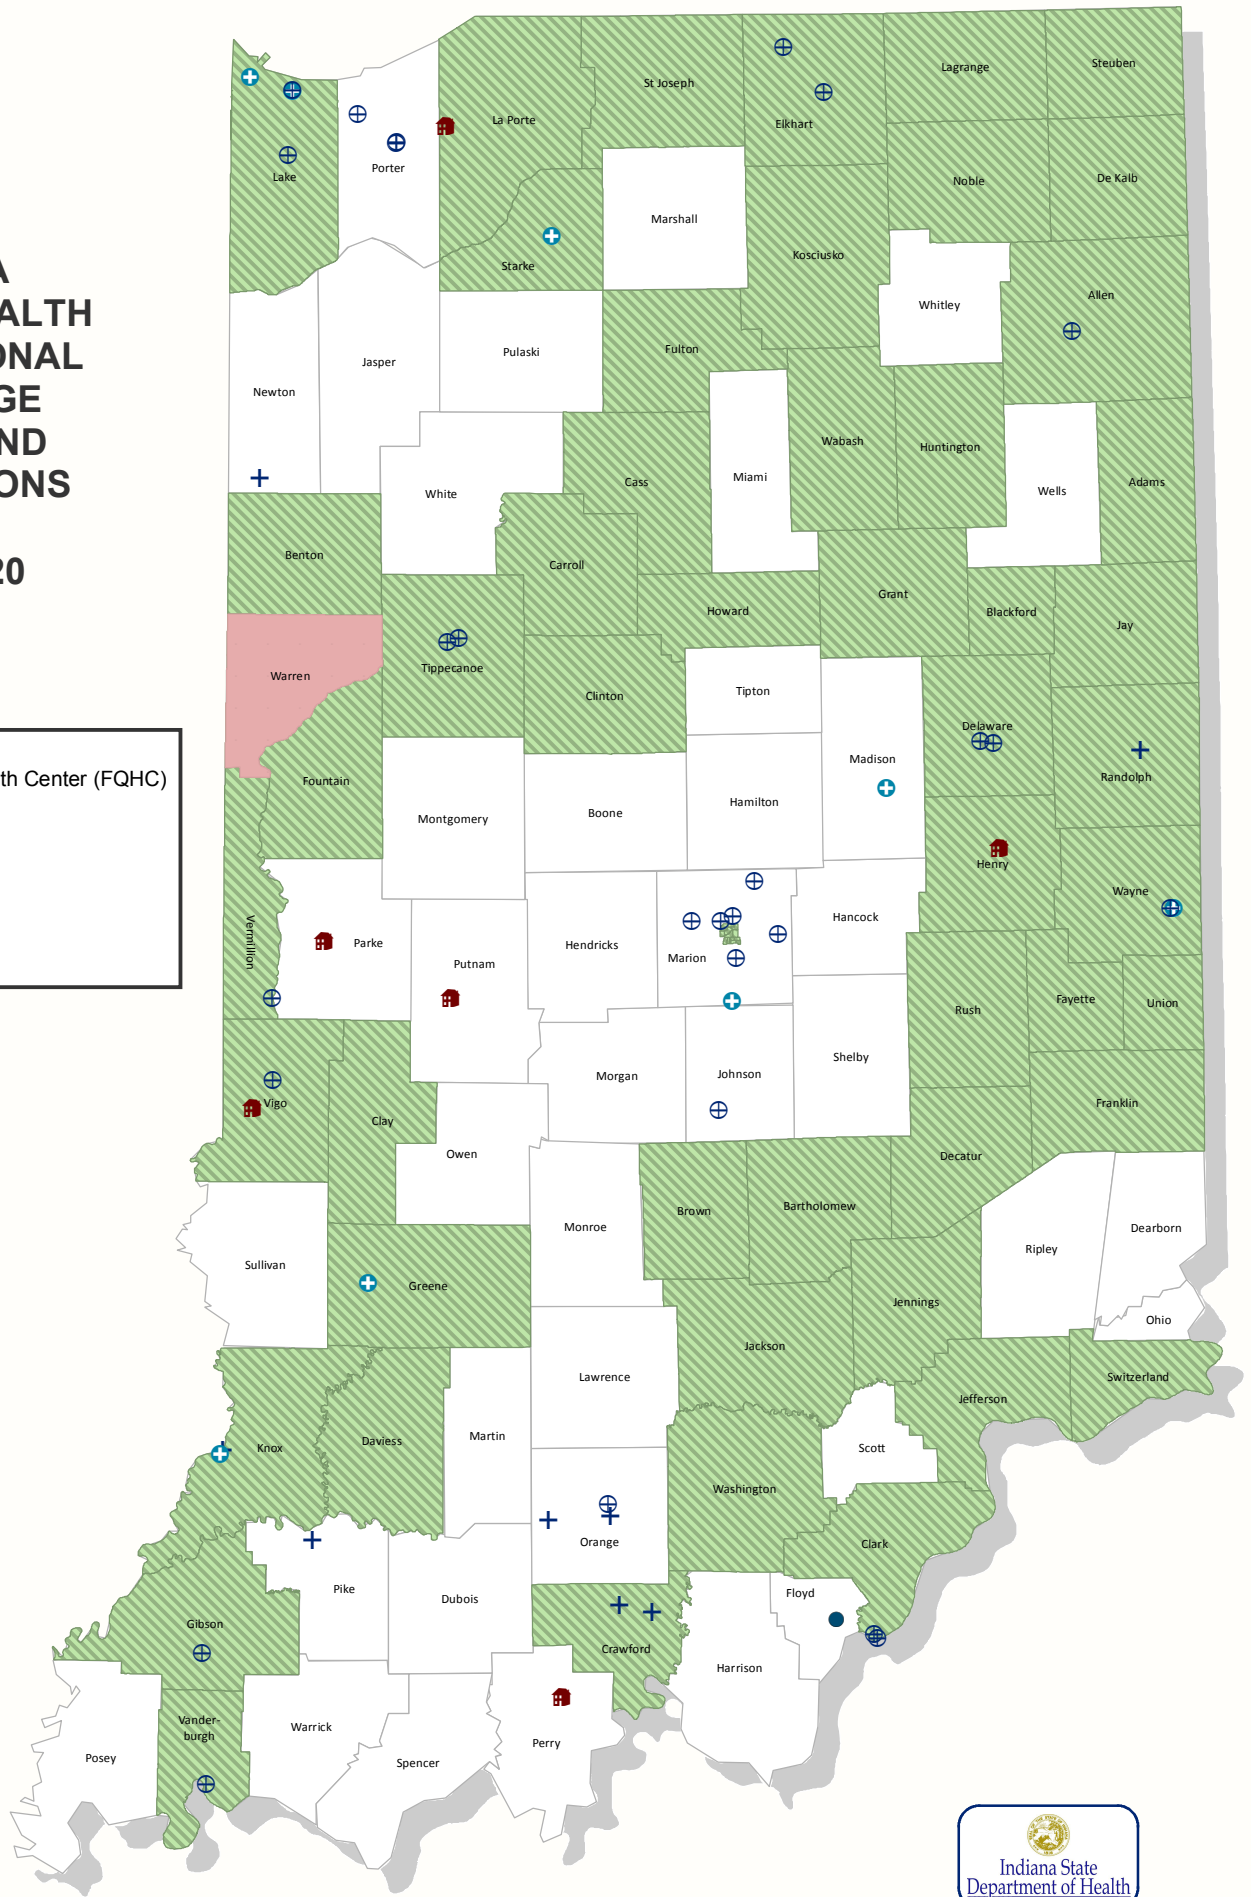 A
ALTH
ONAL
GE
ND
ONS
20
th Center (FQHC)
St Joseph
Lagrange
Steuben
La Porte
Elkhart
Lake
Porter
Noble
De Kalb
Marshall
Starke
Kosciusko
Whitley
Allen
Newton
Jasper
Pulaski
Fulton
White
Cass
Miami
Wabash
Huntington
Wells
Adams
Benton
Carroll
Howard
Grant
Blackford
Jay
Warren
Tippecanoe
Clinton
Tipton
Delaware
Randolph
Fountain
Montgomery
Boone
Hamilton
Madison
Henry
Wayne
Vermillion
Parke
Putnam
Hendricks
Marion
Hancock
Rush
Fayette
Union
Vigo
Clay
Owen
Morgan
Johnson
Shelby
Decatur
Franklin
Sullivan
Greene
Monroe
Brown
Bartholomew
Jennings
Ripley
Dearborn
Ohio
Knox
Daviess
Martin
Lawrence
Jackson
Jefferson
Switzerland
Scott
Washington
Orange
Clark
Gibson
Pike
Dubois
Crawford
Floyd
Harrison
Posey
Vander-
burgh
Warrick
Spencer
Perry
Indiana State
Department of Health